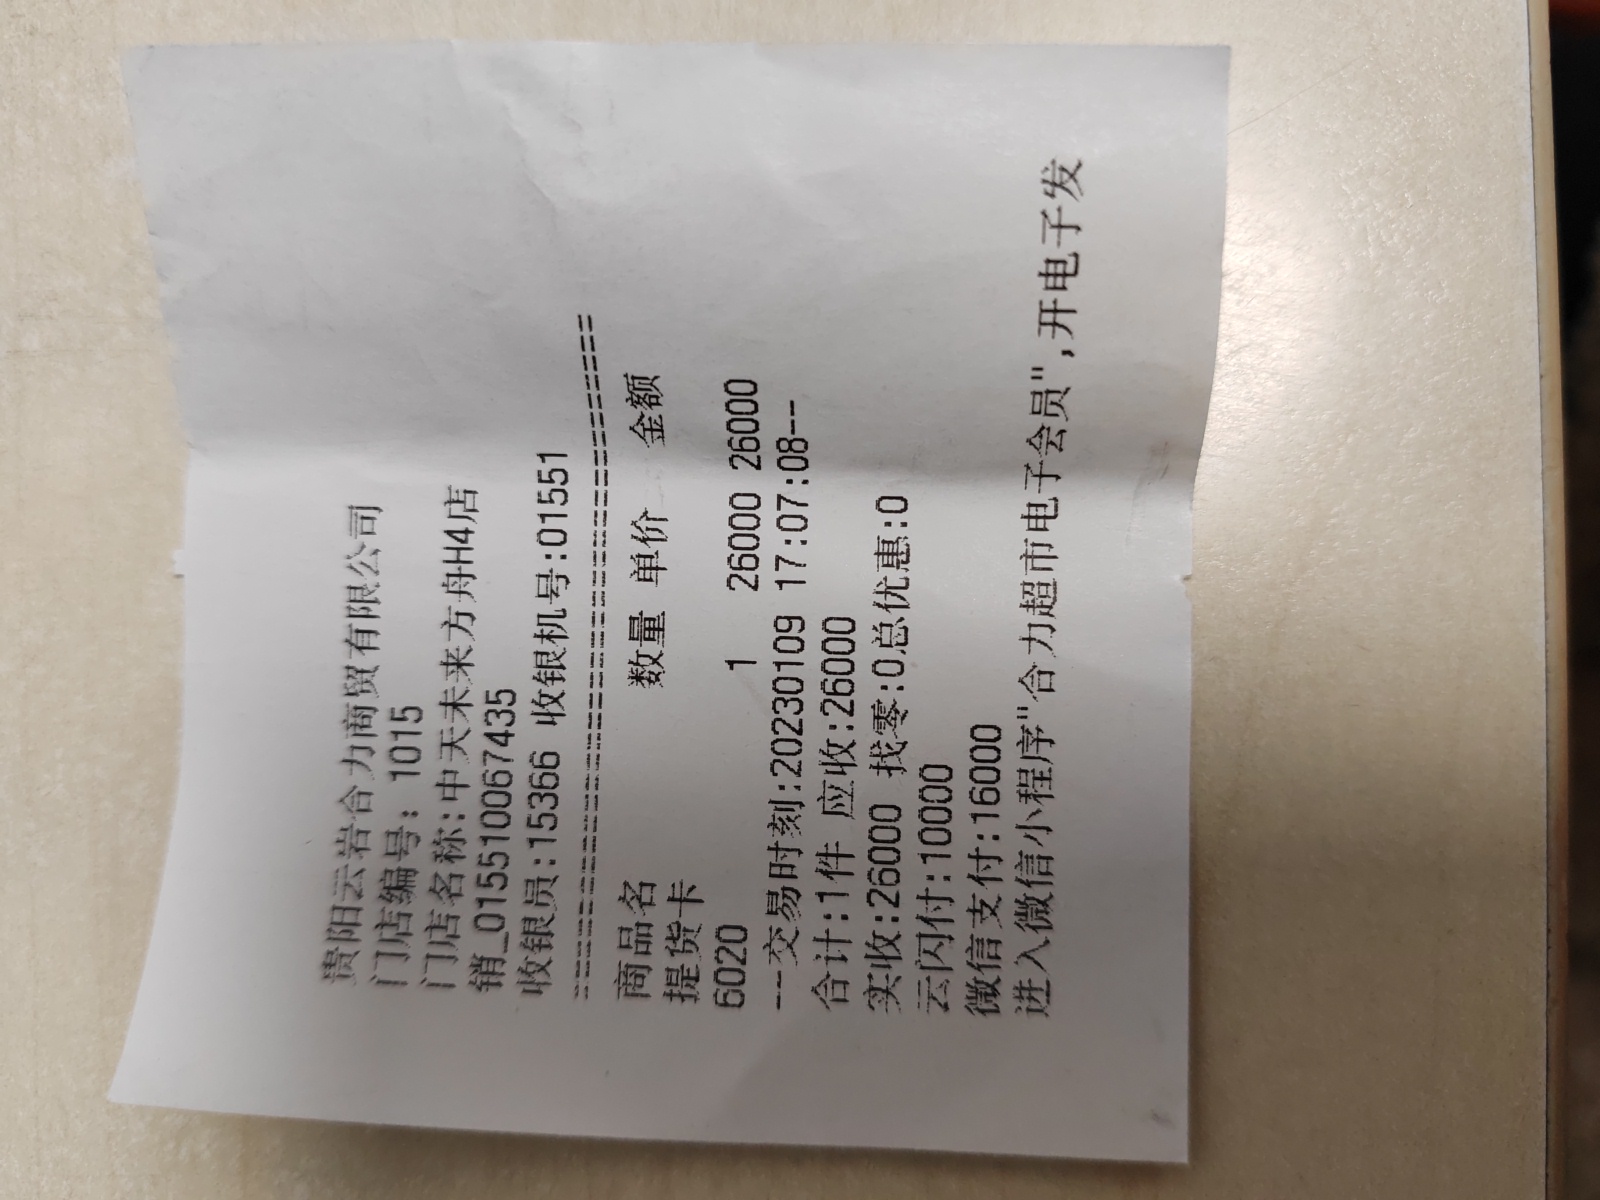 贵阳云岩合力商贸有限公司
门店编号: 1015
门店名称:中天未来方舟H4店
销_015510067435
收银员:15366 收银机号:01551
==============================
商品名 数量 单价 金额
提货卡
6020 1 26000 26000
--交易时刻:20230109 17:07:08--
合计:1件 应收:26000
实收:26000 找零:0总优惠:0
云闪付:10000
微信支付:16000
进入微信小程序"合力超市电子会员",开电子发